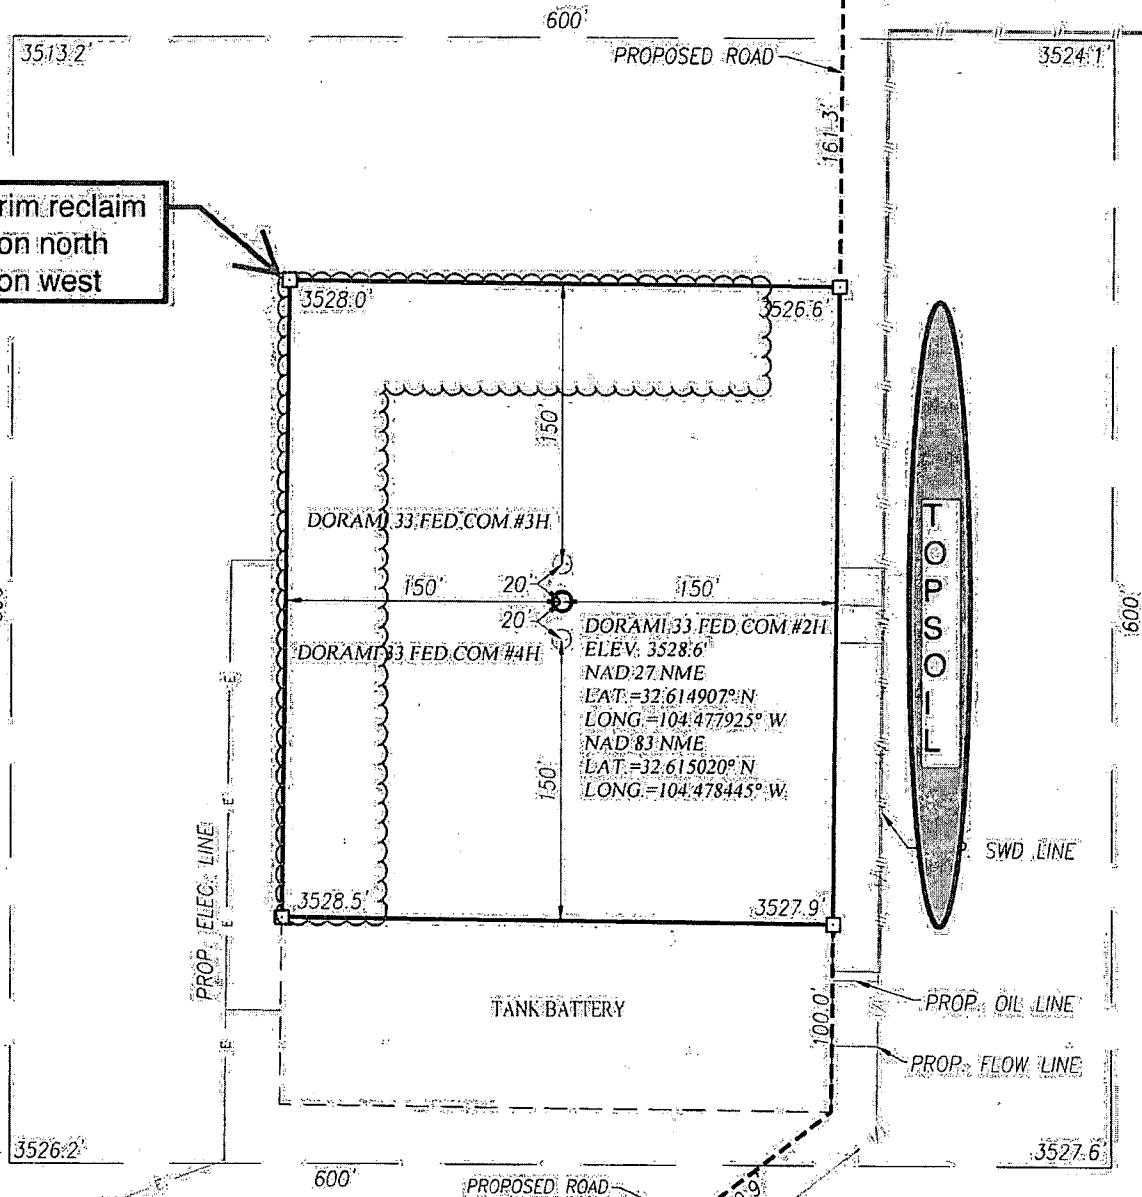 600'
3513.2'
PROPOSED ROAD
3524.1'
161.3'
rim reclaim
on north
on west
3528.0'
3526.6'
150'
DORAMI 33 FED COM #3H
20'
150'
150'
20'
DORAMI 33 FED COM #4H
DORAMI 33 FED COM #2H
ELEV. 3528.6'
NAD 27 NME
LAT.=32.614907° N
LONG.=104.477925° W
NAD 83 NME
LAT.=32.615020° N
LONG.=104.478445° W
150'
TOPSOIL
600'
E
E
E
PROP. ELEC. LINE
P. SWD LINE
3528.5'
3527.9'
TANK BATTERY
100.0'
PROP. OIL LINE
PROP. FLOW LINE
E
3526.2'
3527.6'
600'
PROPOSED ROAD
E